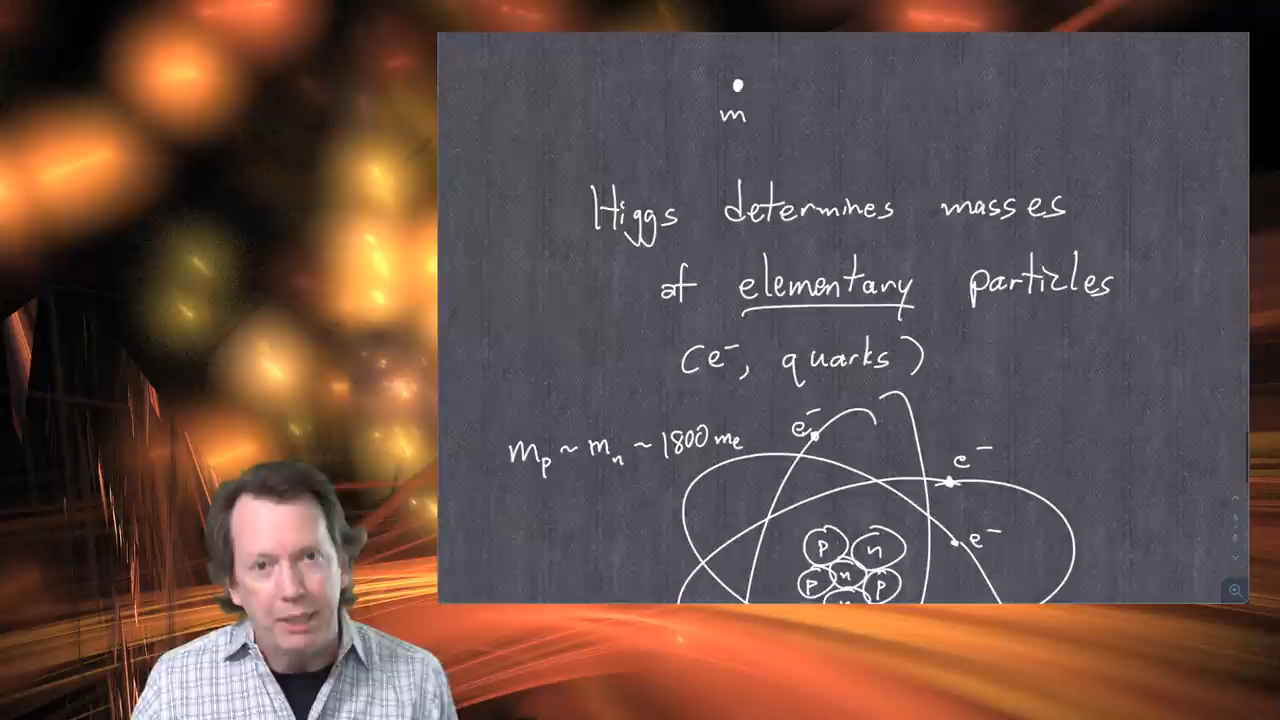 m
Higgs determines masses
of elementary particles
(e⁻, quarks)
mₚ ~ mₙ ~ 1800 mₑ
e⁻
e⁻
e⁻
p n
p n p